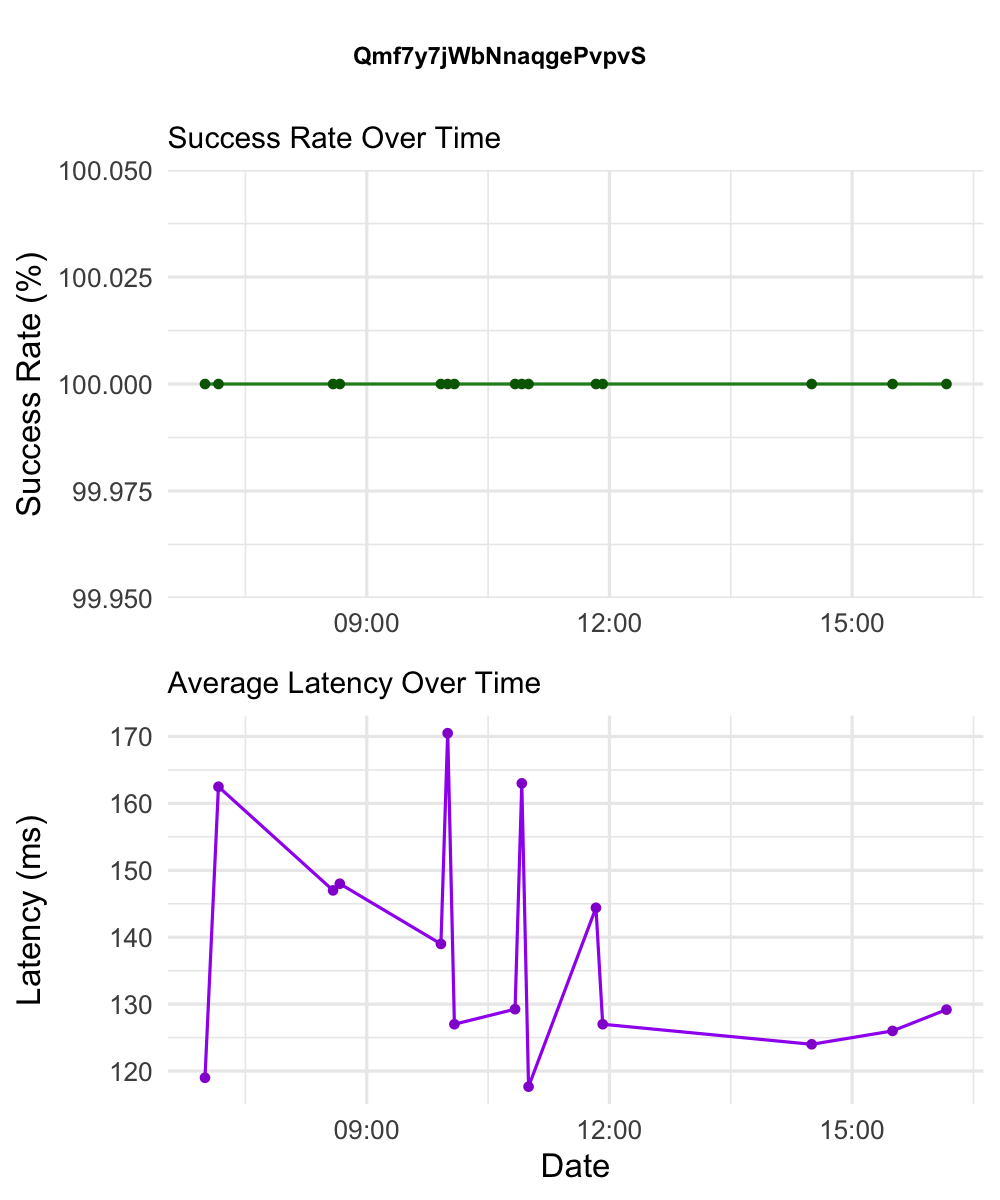 Qmf7y7jWbNnaqgePvpvS
Success Rate Over Time
Success Rate (%)
100.050
100.025
100.000
99.975
99.950
09:00 12:00 15:00
Average Latency Over Time
Latency (ms)
170
160
150
140
130
120
09:00 12:00 15:00
Date